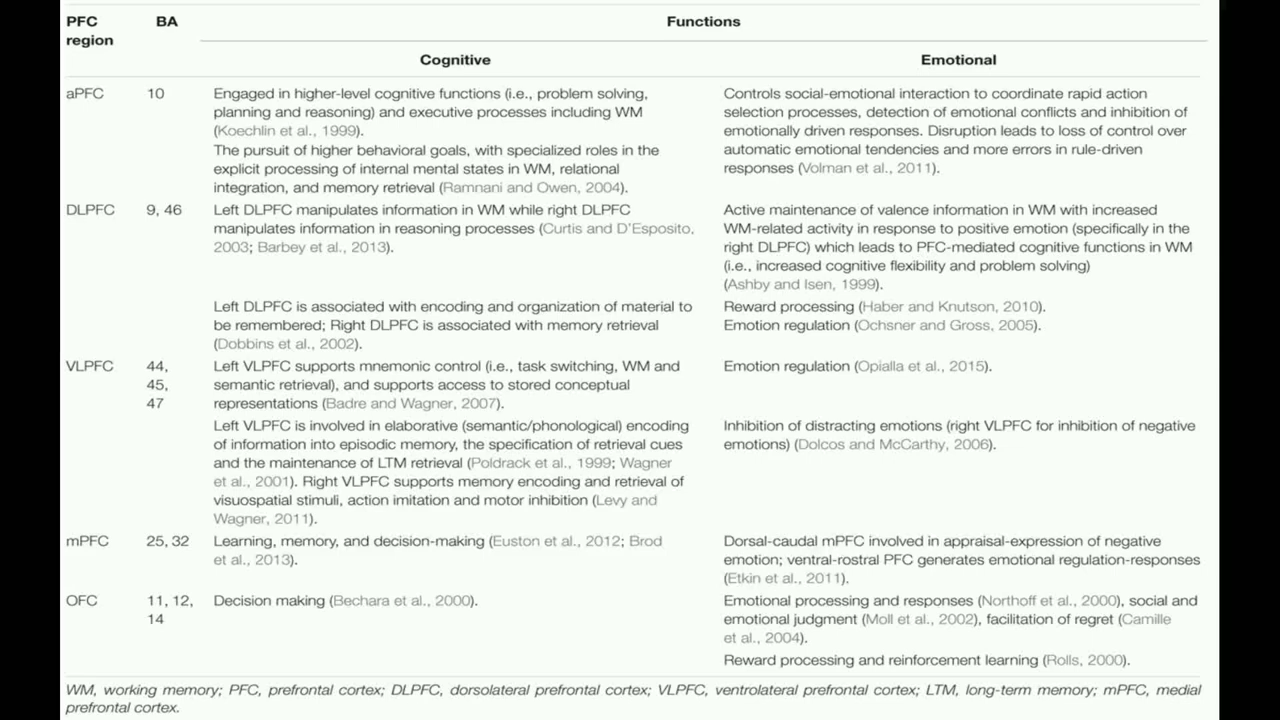 PFC region BA Functions
Cognitive Emotional
aPFC 10
Engaged in higher-level cognitive functions (i.e., problem solving,
planning and reasoning) and executive processes including WM
(Koechlin et al., 1999).
The pursuit of higher behavioral goals, with specialized roles in the
explicit processing of internal mental states in WM, relational
integration, and memory retrieval (Ramnani and Owen, 2004).
Controls social-emotional interaction to coordinate rapid action
selection processes, detection of emotional conflicts and inhibition of
emotionally driven responses. Disruption leads to loss of control over
automatic emotional tendencies and more errors in rule-driven
responses (Volman et al., 2011).
DLPFC 9, 46
Left DLPFC manipulates information in WM while right DLPFC
manipulates information in reasoning processes (Curtis and D'Esposito,
2003; Barbey et al., 2013).
Active maintenance of valence information in WM with increased
WM-related activity in response to positive emotion (specifically in the
right DLPFC) which leads to PFC-mediated cognitive functions in WM
(i.e., increased cognitive flexibility and problem solving)
(Ashby and Isen, 1999).
Left DLPFC is associated with encoding and organization of material to
be remembered; Right DLPFC is associated with memory retrieval
(Dobbins et al., 2002).
Reward processing (Haber and Knutson, 2010).
Emotion regulation (Ochsner and Gross, 2005).
VLPFC 44,
45,
47
Left VLPFC supports mnemonic control (i.e., task switching, WM and
semantic retrieval), and supports access to stored conceptual
representations (Badre and Wagner, 2007).
Emotion regulation (Opialla et al., 2015).
Left VLPFC is involved in elaborative (semantic/phonological) encoding
of information into episodic memory, the specification of retrieval cues
and the maintenance of LTM retrieval (Poldrack et al., 1999; Wagner
et al., 2001). Right VLPFC supports memory encoding and retrieval of
visuospatial stimuli, action imitation and motor inhibition (Levy and
Wagner, 2011).
Inhibition of distracting emotions (right VLPFC for inhibition of negative
emotions) (Dolcos and McCarthy, 2006).
mPFC 25, 32
Learning, memory, and decision-making (Euston et al., 2012; Brod
et al., 2013).
Dorsal-caudal mPFC involved in appraisal-expression of negative
emotion; ventral-rostral PFC generates emotional regulation-responses
(Etkin et al., 2011).
OFC 11, 12,
14
Decision making (Bechara et al., 2000).
Emotional processing and responses (Northoff et al., 2000), social and
emotional judgment (Moll et al., 2002), facilitation of regret (Camille
et al., 2004).
Reward processing and reinforcement learning (Rolls, 2000).
WM, working memory; PFC, prefrontal cortex; DLPFC, dorsolateral prefrontal cortex; VLPFC, ventrolateral prefrontal cortex; LTM, long-term memory; mPFC, medial
prefrontal cortex.